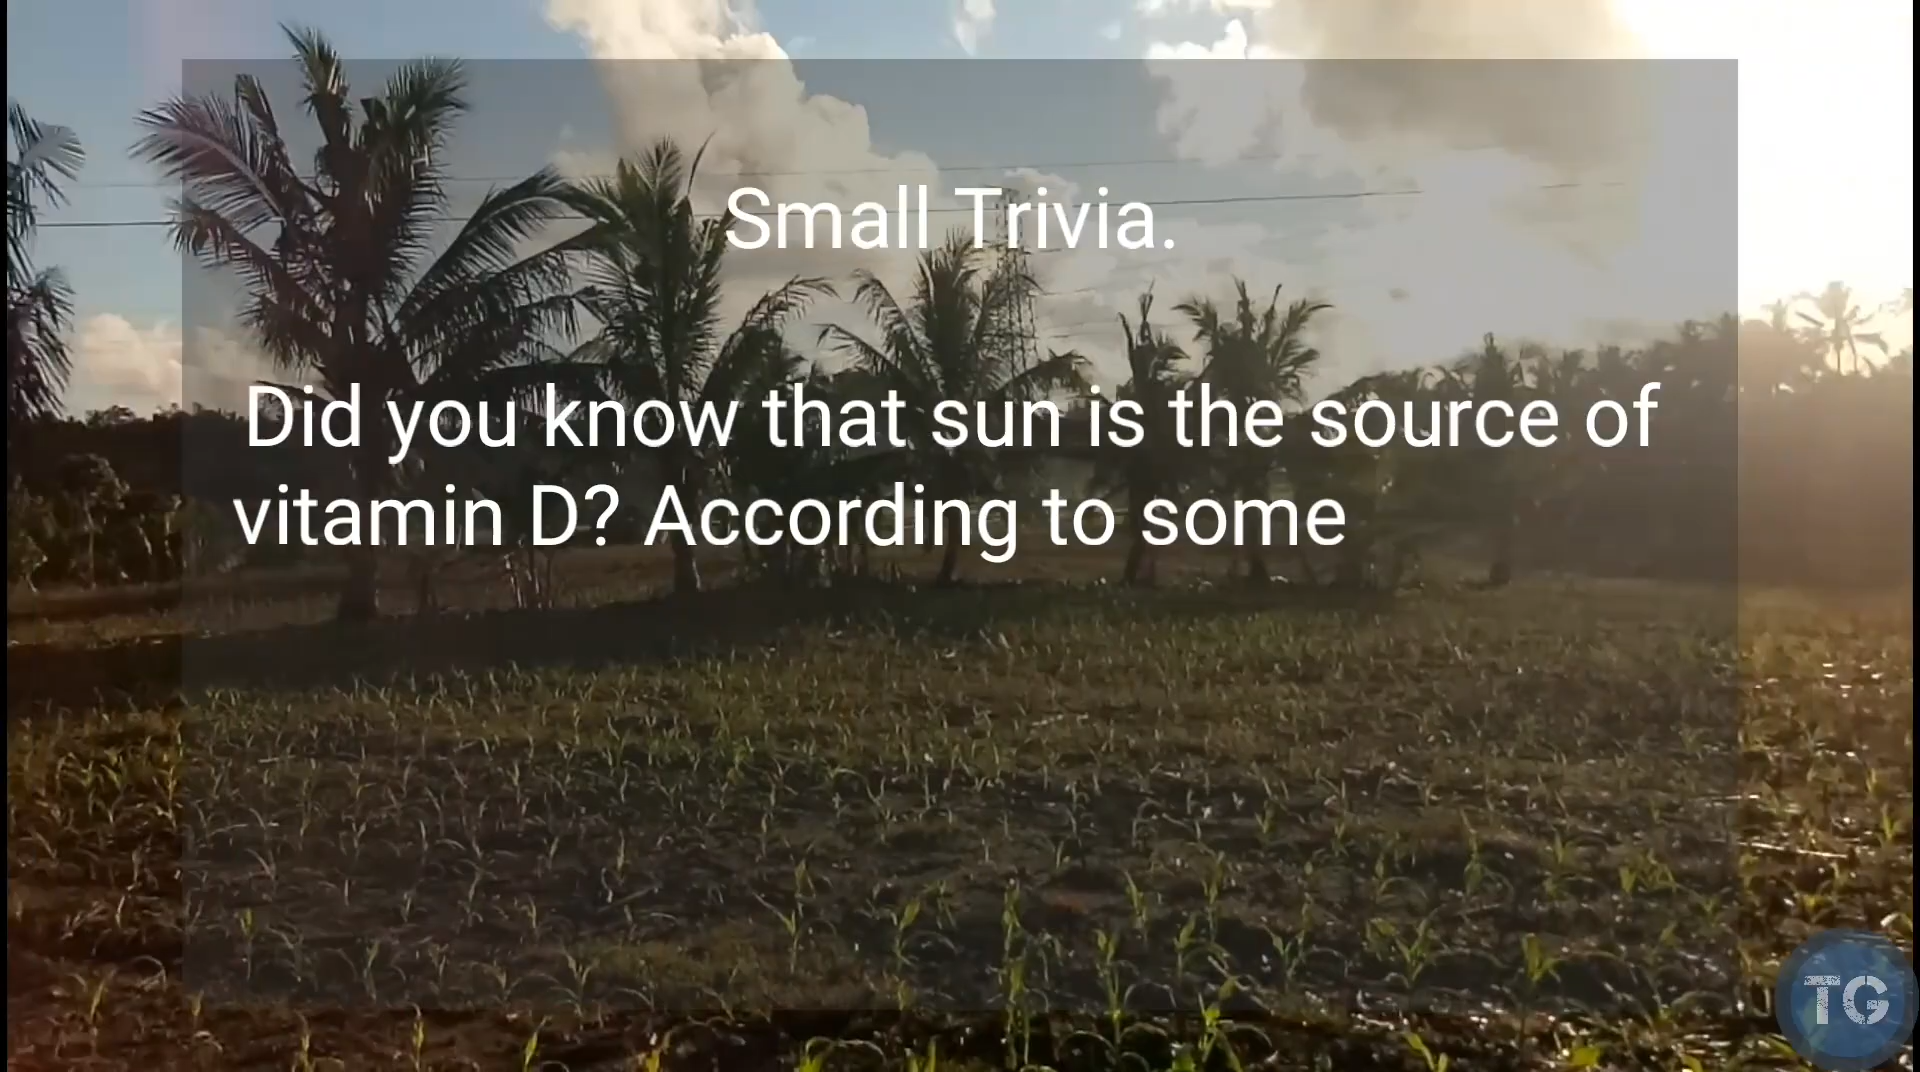 Small Trivia.
Did you know that sun is the source of
vitamin D? According to some
TG